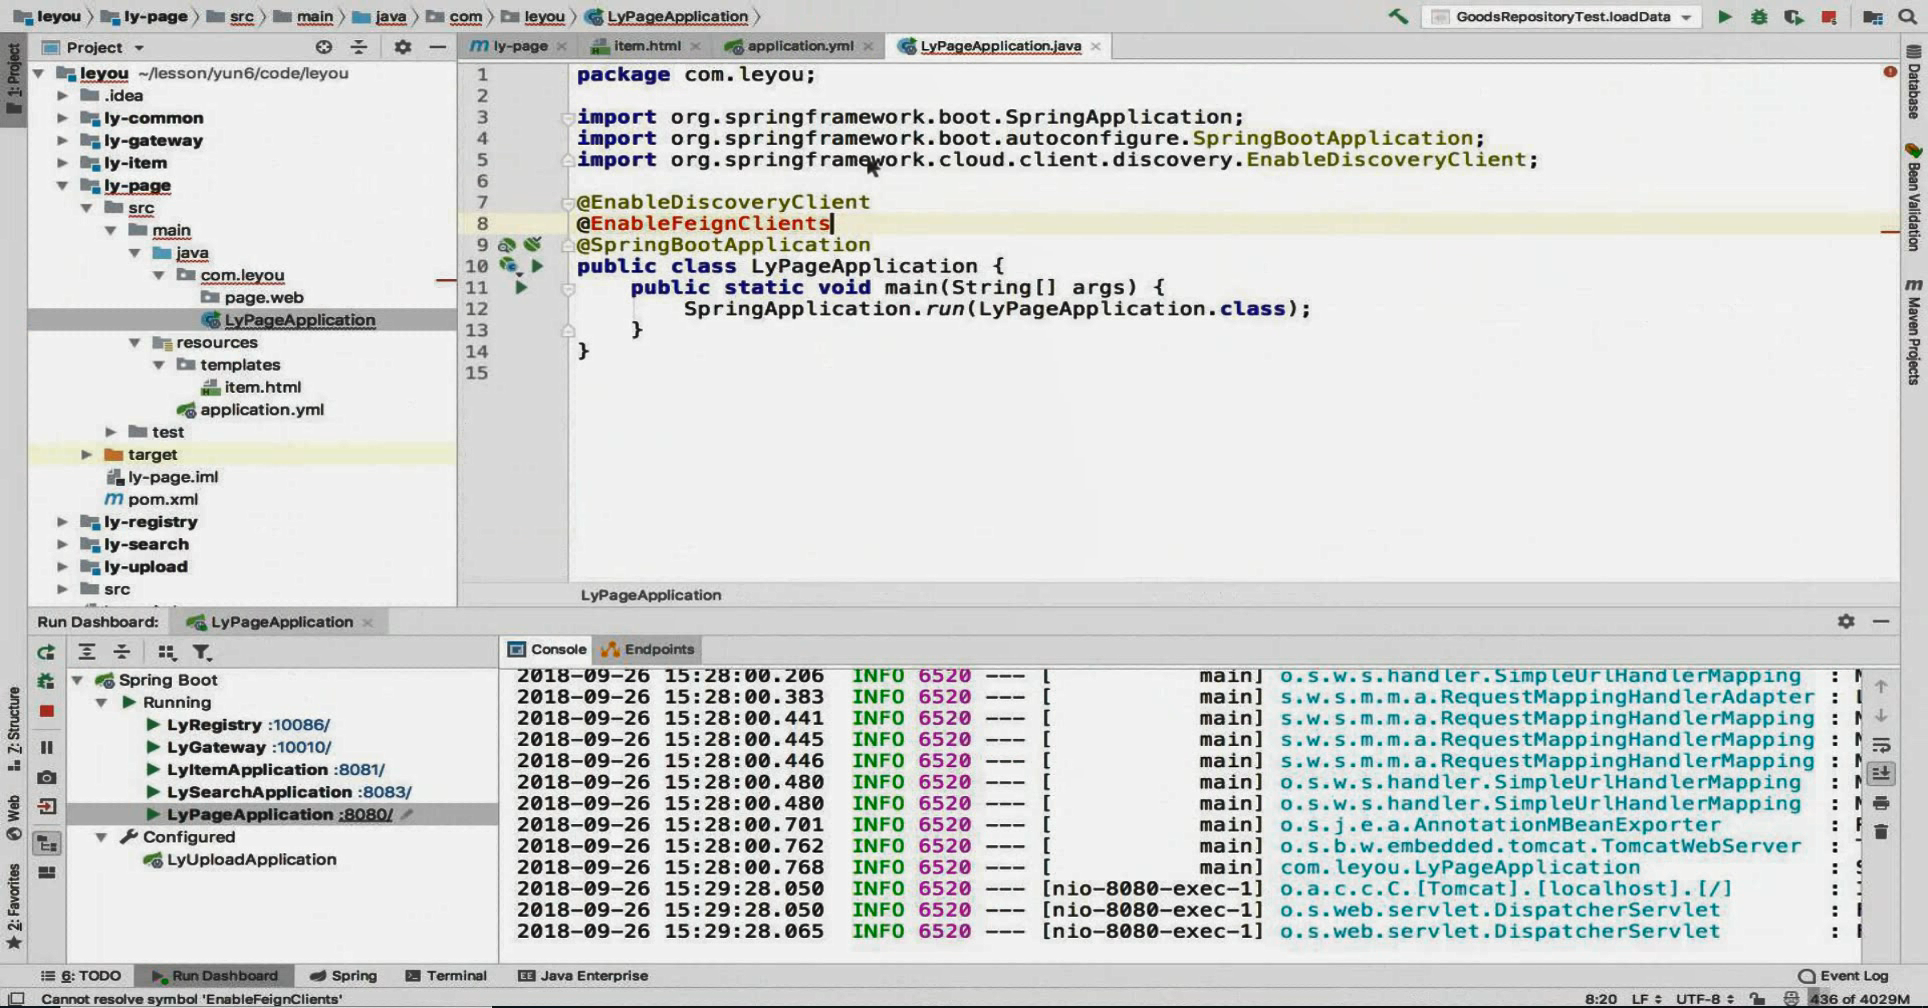 leyou ly-page src main java com leyou LyPageApplication GoodsRepositoryTest.loadData
Project
ly-page item.html application.yml LyPageApplication.java
1: Project
leyou ~/lesson/yun6/code/leyou
.idea
ly-common
ly-gateway
ly-item
ly-page
src
main
java
com.leyou
page.web
LyPageApplication
resources
templates
item.html
application.yml
test
target
ly-page.iml
pom.xml
ly-registry
ly-search
ly-upload
src
1 package com.leyou;
2
3 import org.springframework.boot.SpringApplication;
4 import org.springframework.boot.autoconfigure.SpringBootApplication;
5 import org.springframework.cloud.client.discovery.EnableDiscoveryClient;
6
7 @EnableDiscoveryClient
8 @EnableFeignClients
9 @SpringBootApplication
10 public class LyPageApplication {
11 public static void main(String[] args) {
12 SpringApplication.run(LyPageApplication.class);
13 }
14 }
15
LyPageApplication
Database
Bean Validation
Maven Projects
Run Dashboard: LyPageApplication
Console Endpoints
Spring Boot
Running
LyRegistry :10086/
LyGateway :10010/
LyItemApplication :8081/
LySearchApplication :8083/
LyPageApplication :8080/
Configured
LyUploadApplication
2018-09-26 15:28:00.206 INFO 6520 --- [ main] o.s.w.s.handler.SimpleUrlHandlerMapping :
2018-09-26 15:28:00.383 INFO 6520 --- [ main] s.w.s.m.m.a.RequestMappingHandlerAdapter :
2018-09-26 15:28:00.441 INFO 6520 --- [ main] s.w.s.m.m.a.RequestMappingHandlerMapping :
2018-09-26 15:28:00.445 INFO 6520 --- [ main] s.w.s.m.m.a.RequestMappingHandlerMapping :
2018-09-26 15:28:00.446 INFO 6520 --- [ main] s.w.s.m.m.a.RequestMappingHandlerMapping :
2018-09-26 15:28:00.480 INFO 6520 --- [ main] o.s.w.s.handler.SimpleUrlHandlerMapping :
2018-09-26 15:28:00.480 INFO 6520 --- [ main] o.s.w.s.handler.SimpleUrlHandlerMapping :
2018-09-26 15:28:00.701 INFO 6520 --- [ main] o.s.j.e.a.AnnotationMBeanExporter :
2018-09-26 15:28:00.762 INFO 6520 --- [ main] o.s.b.w.embedded.tomcat.TomcatWebServer :
2018-09-26 15:28:00.768 INFO 6520 --- [ main] com.leyou.LyPageApplication :
2018-09-26 15:29:28.050 INFO 6520 --- [nio-8080-exec-1] o.a.c.c.C.[Tomcat].[localhost].[/] :
2018-09-26 15:29:28.050 INFO 6520 --- [nio-8080-exec-1] o.s.web.servlet.DispatcherServlet :
2018-09-26 15:29:28.065 INFO 6520 --- [nio-8080-exec-1] o.s.web.servlet.DispatcherServlet :
Z: Structure
Web
2: Favorites
6: TODO Run Dashboard Spring Terminal Java Enterprise Event Log
Cannot resolve symbol 'EnableFeignClients' 8:20 LF UTF-8 436 of 4029M